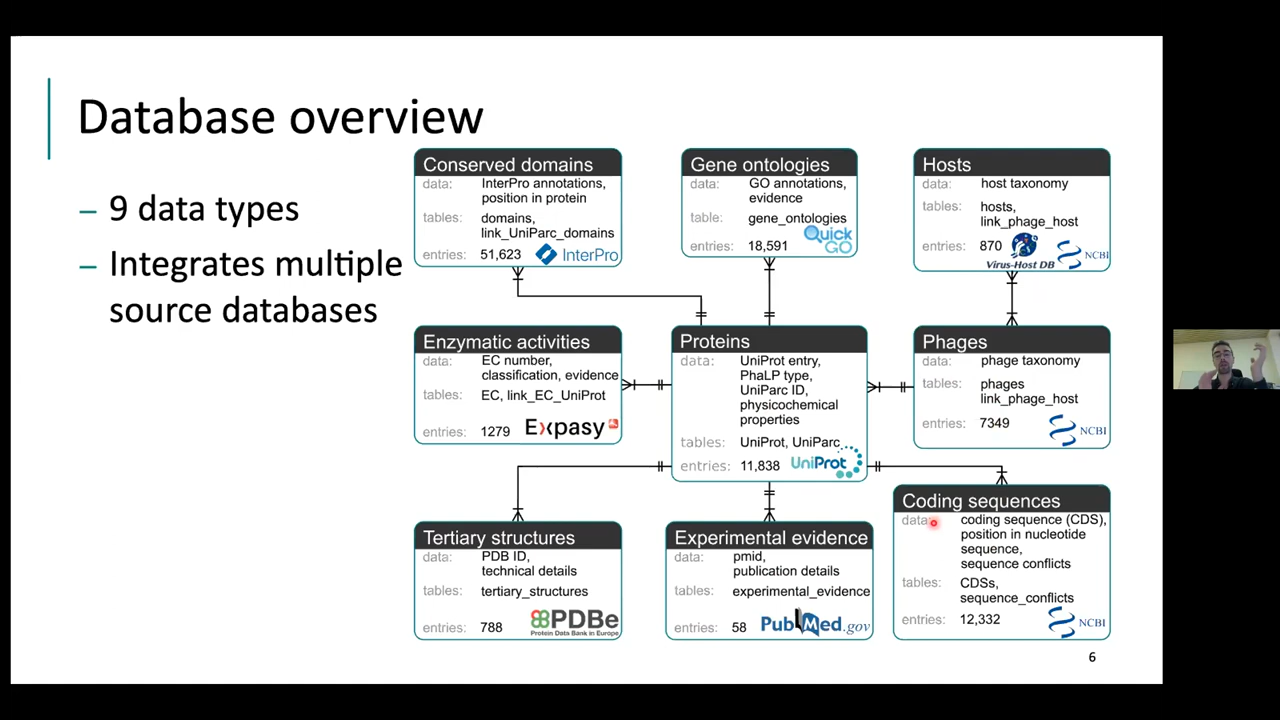 Database overview
– 9 data types
– Integrates multiple
source databases
Conserved domains
data: InterPro annotations,
position in protein
tables: domains,
link_UniParc_domains
entries: 51,623 InterPro
Gene ontologies
data: GO annotations,
evidence
table: gene_ontologies
entries: 18,591 Quick
GO
Hosts
data: host taxonomy
tables: hosts,
link_phage_host
entries: 870
Virus-Host DB NCBI
Enzymatic activities
data: EC number,
classification, evidence
tables: EC, link_EC_UniProt
entries: 1279 Expasy
Proteins
data: UniProt entry,
PhaLP type,
UniParc ID,
physicochemical
properties
tables: UniProt, UniParc
entries: 11,838 UniProt
Phages
data: phage taxonomy
tables: phages
link_phage_host
entries: 7349
NCBI
Tertiary structures
data: PDB ID,
technical details
tables: tertiary_structures
entries: 788 PDBe
Protein Data Bank in Europe
Experimental evidence
data: pmid,
publication details
tables: experimental_evidence
entries: 58 PubMed.gov
Coding sequences
data: coding sequence (CDS),
position in nucleotide
sequence,
sequence conflicts
tables: CDSs,
sequence_conflicts
entries: 12,332 NCBI
6